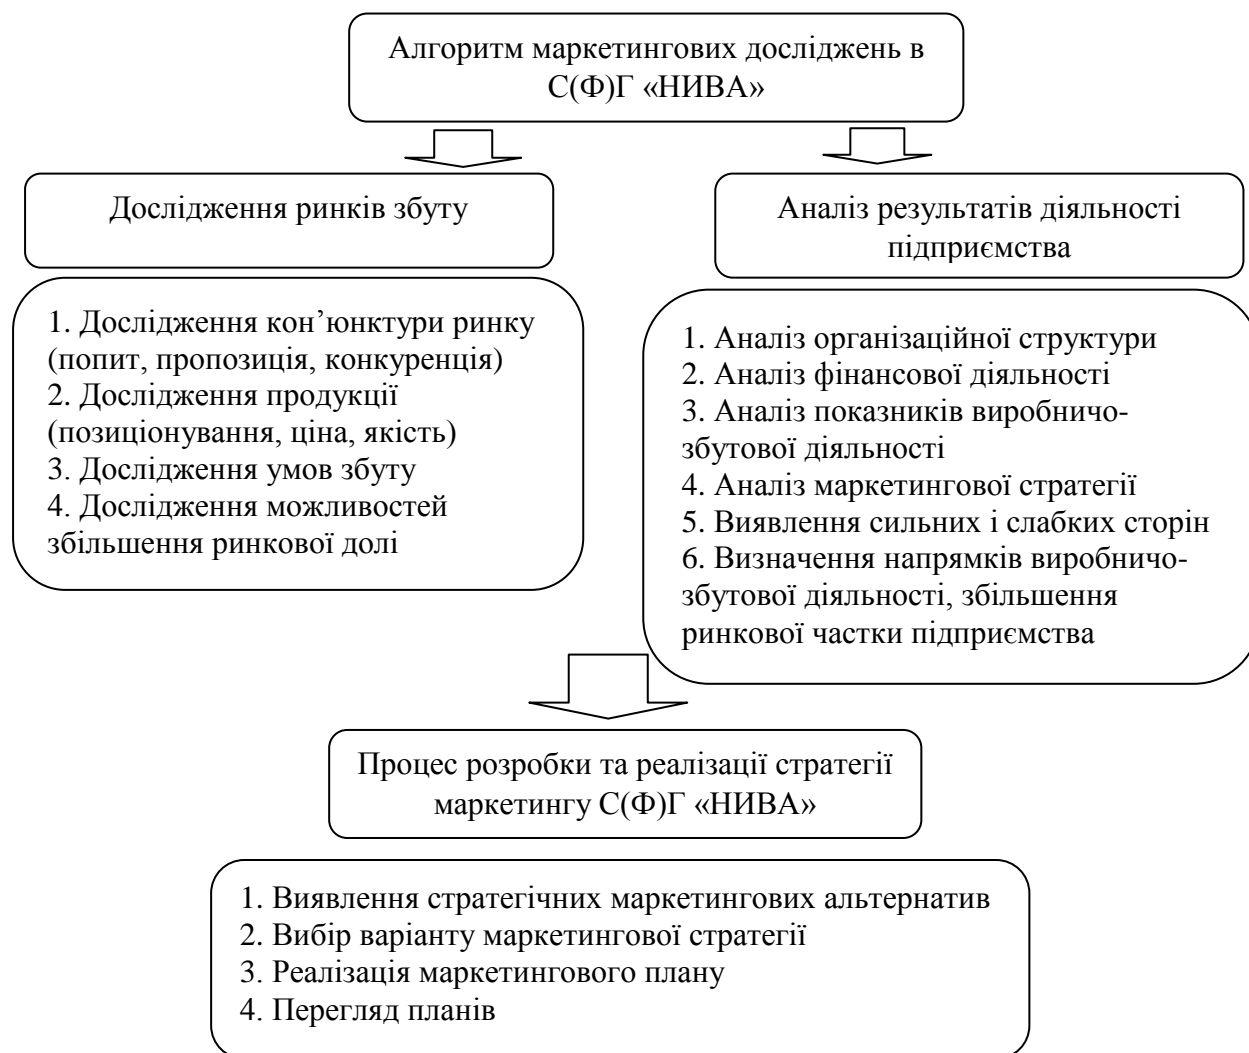 Алгоритм маркетингових досліджень в
С(Ф)Г «НИВА»
Дослідження ринків збуту
1. Дослідження кон’юнктури ринку
(попит, пропозиція, конкуренція)
2. Дослідження продукції
(позиціонування, ціна, якість)
3. Дослідження умов збуту
4. Дослідження можливостей
збільшення ринкової долі
Аналіз результатів діяльності
підприємства
1. Аналіз організаційної структури
2. Аналіз фінансової діяльності
3. Аналіз показників виробничо-
збутової діяльності
4. Аналіз маркетингової стратегії
5. Виявлення сильних і слабких сторін
6. Визначення напрямків виробничо-
збутової діяльності, збільшення
ринкової частки підприємства
Процес розробки та реалізації стратегії
маркетингу С(Ф)Г «НИВА»
1. Виявлення стратегічних маркетингових альтернатив
2. Вибір варіанту маркетингової стратегії
3. Реалізація маркетингового плану
4. Перегляд планів